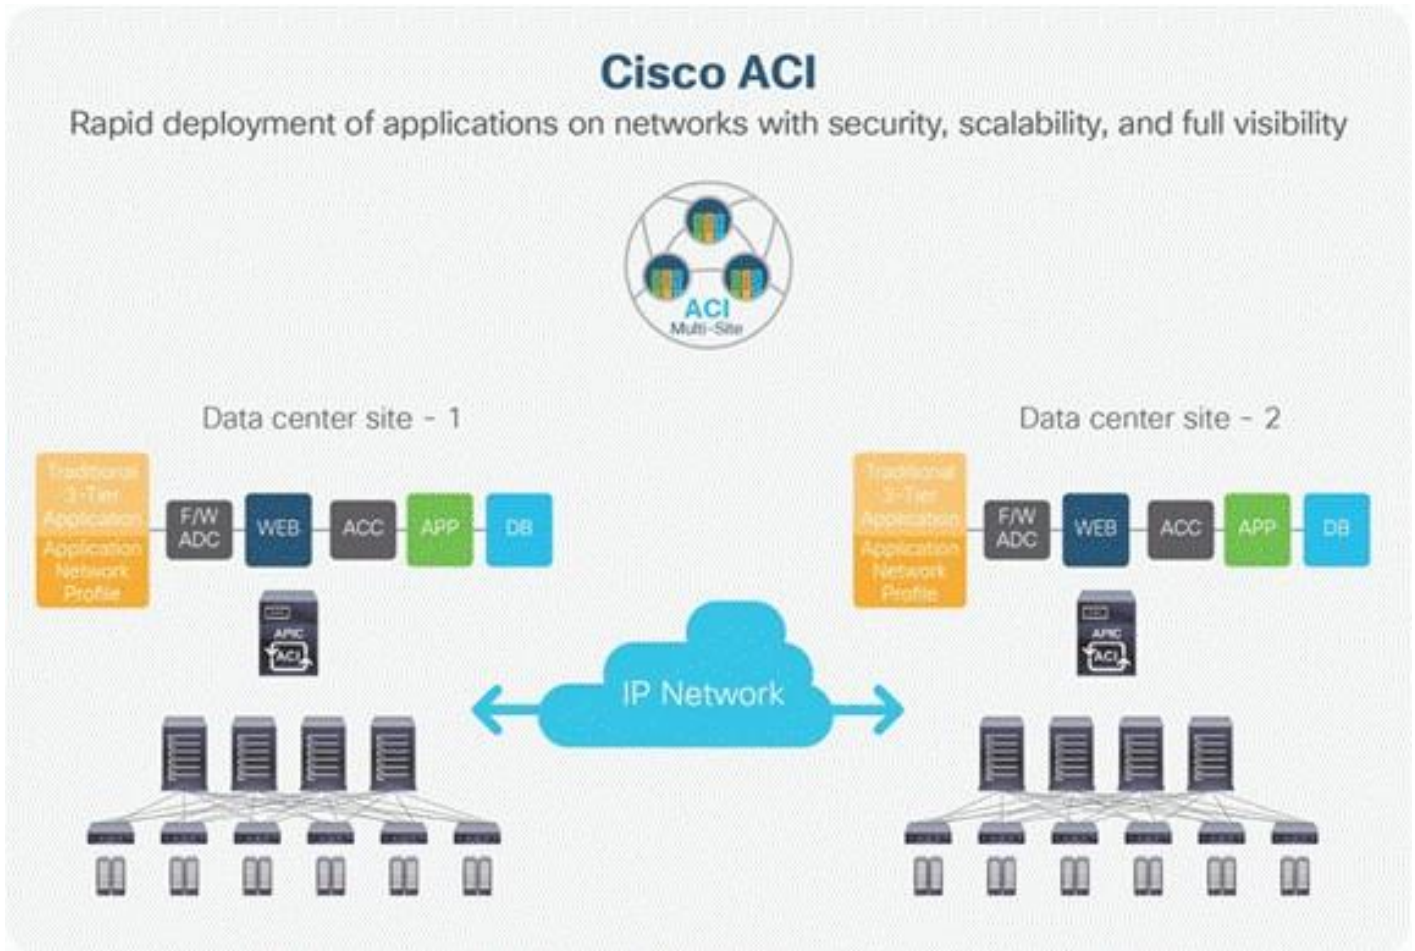 Cisco ACI
Rapid deployment of applications on networks with security, scalability, and full visibility
ACI
Multi-Site
Data center site - 1
Traditional
3-Tier
Application
Application
Network
Profile
F/W
ADC
WEB
ACC
APP
DB
APIC
ACI
IP Network
Data center site - 2
Traditional
3-Tier
Application
Application
Network
Profile
F/W
ADC
WEB
ACC
APP
DB
APIC
ACI